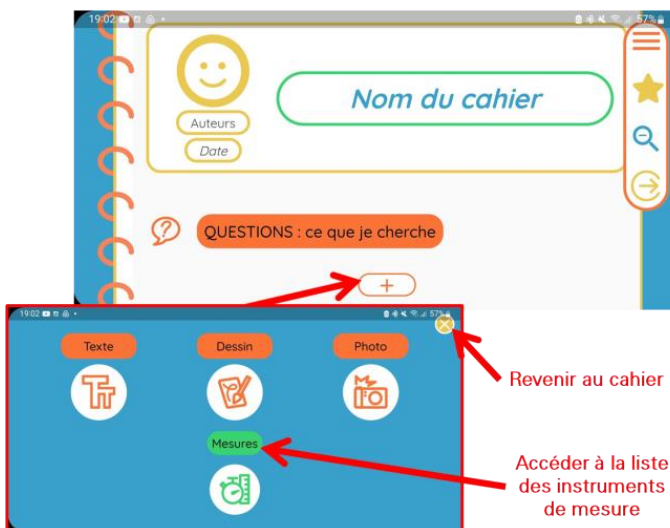 19:02
57%
Nom du cahier
Auteurs
Date
QUESTIONS : ce que je cherche
+
19:02
57%
Texte
Dessin
Photo
Revenir au cahier
Mesures
Accéder à la liste
des instruments
de mesure